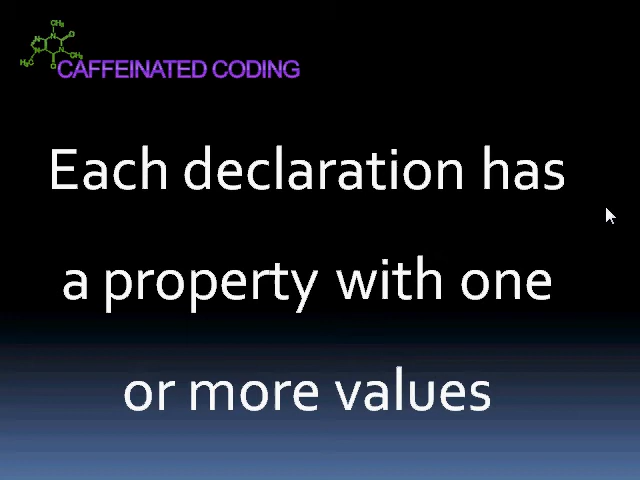 CAFFEINATED CODING
Each declaration has
a property with one
or more values